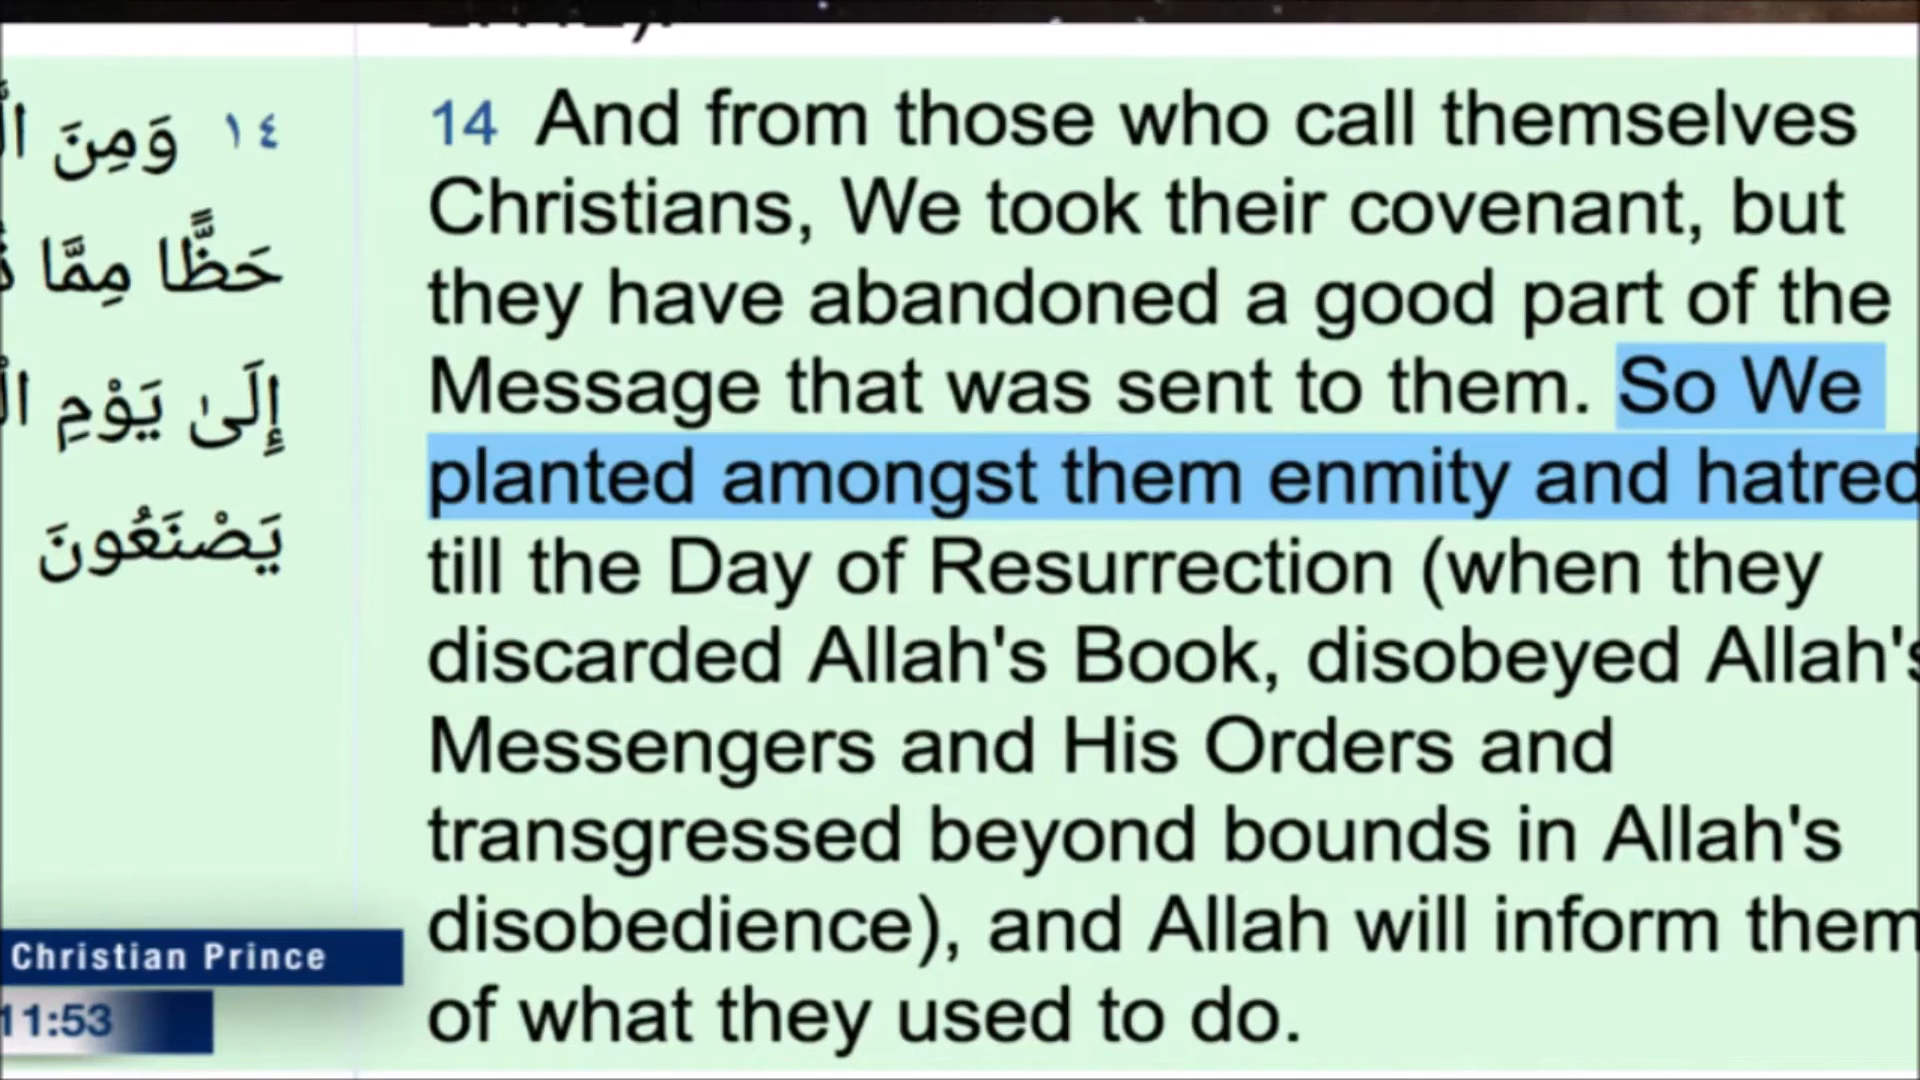 14 And from those who call themselves
Christians, We took their covenant, but
they have abandoned a good part of the
Message that was sent to them. So We
planted amongst them enmity and hatred
till the Day of Resurrection (when they
discarded Allah's Book, disobeyed Allah's
Messengers and His Orders and
transgressed beyond bounds in Allah's
disobedience), and Allah will inform them
of what they used to do.
١٤ وَمِنَ
حَظًّا مِمَّا
إِلَىٰ يَوْمِ
يَصْنَعُونَ
Christian Prince
11:53